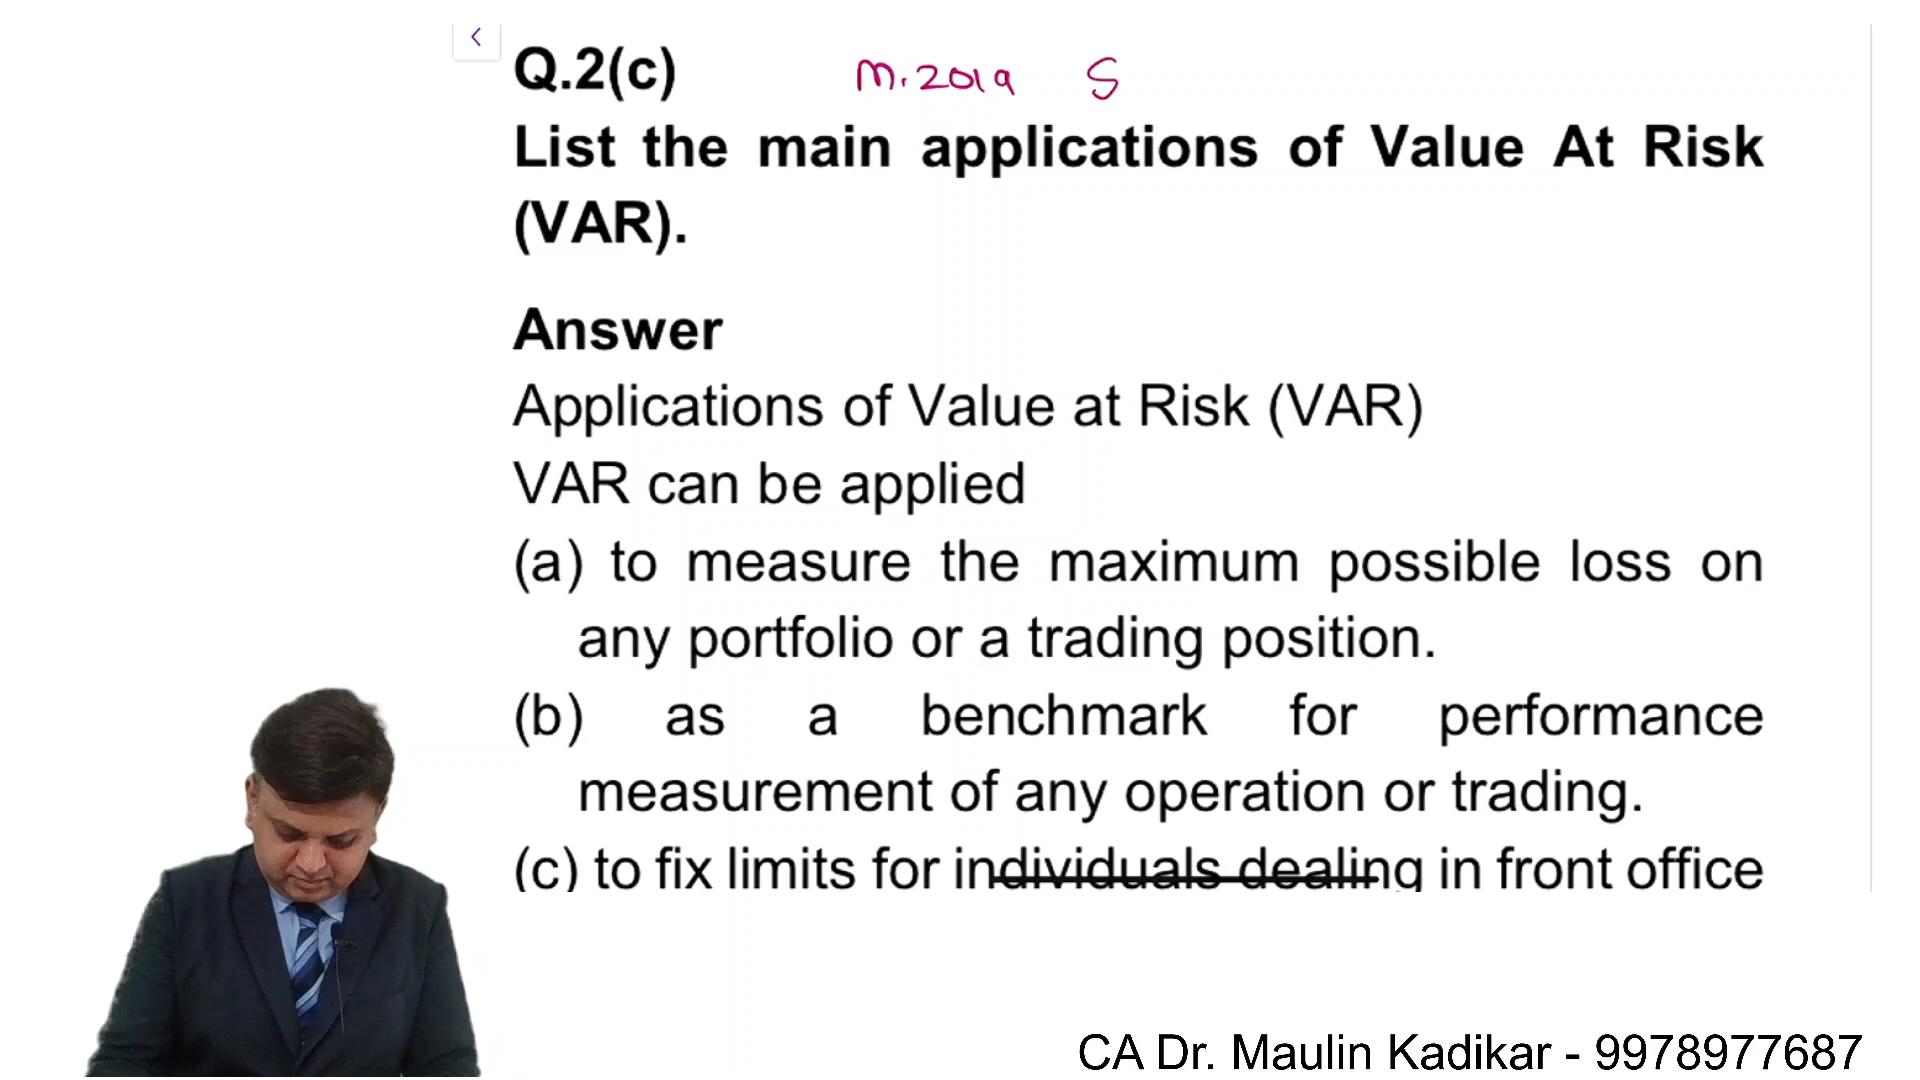 Q.2(c) M.2019 S
List the main applications of Value At Risk
(VAR).
Answer
Applications of Value at Risk (VAR)
VAR can be applied
(a) to measure the maximum possible loss on
any portfolio or a trading position.
(b) as a benchmark for performance
measurement of any operation or trading.
(c) to fix limits for individuals dealing in front office
CA Dr. Maulin Kadikar - 9978977687